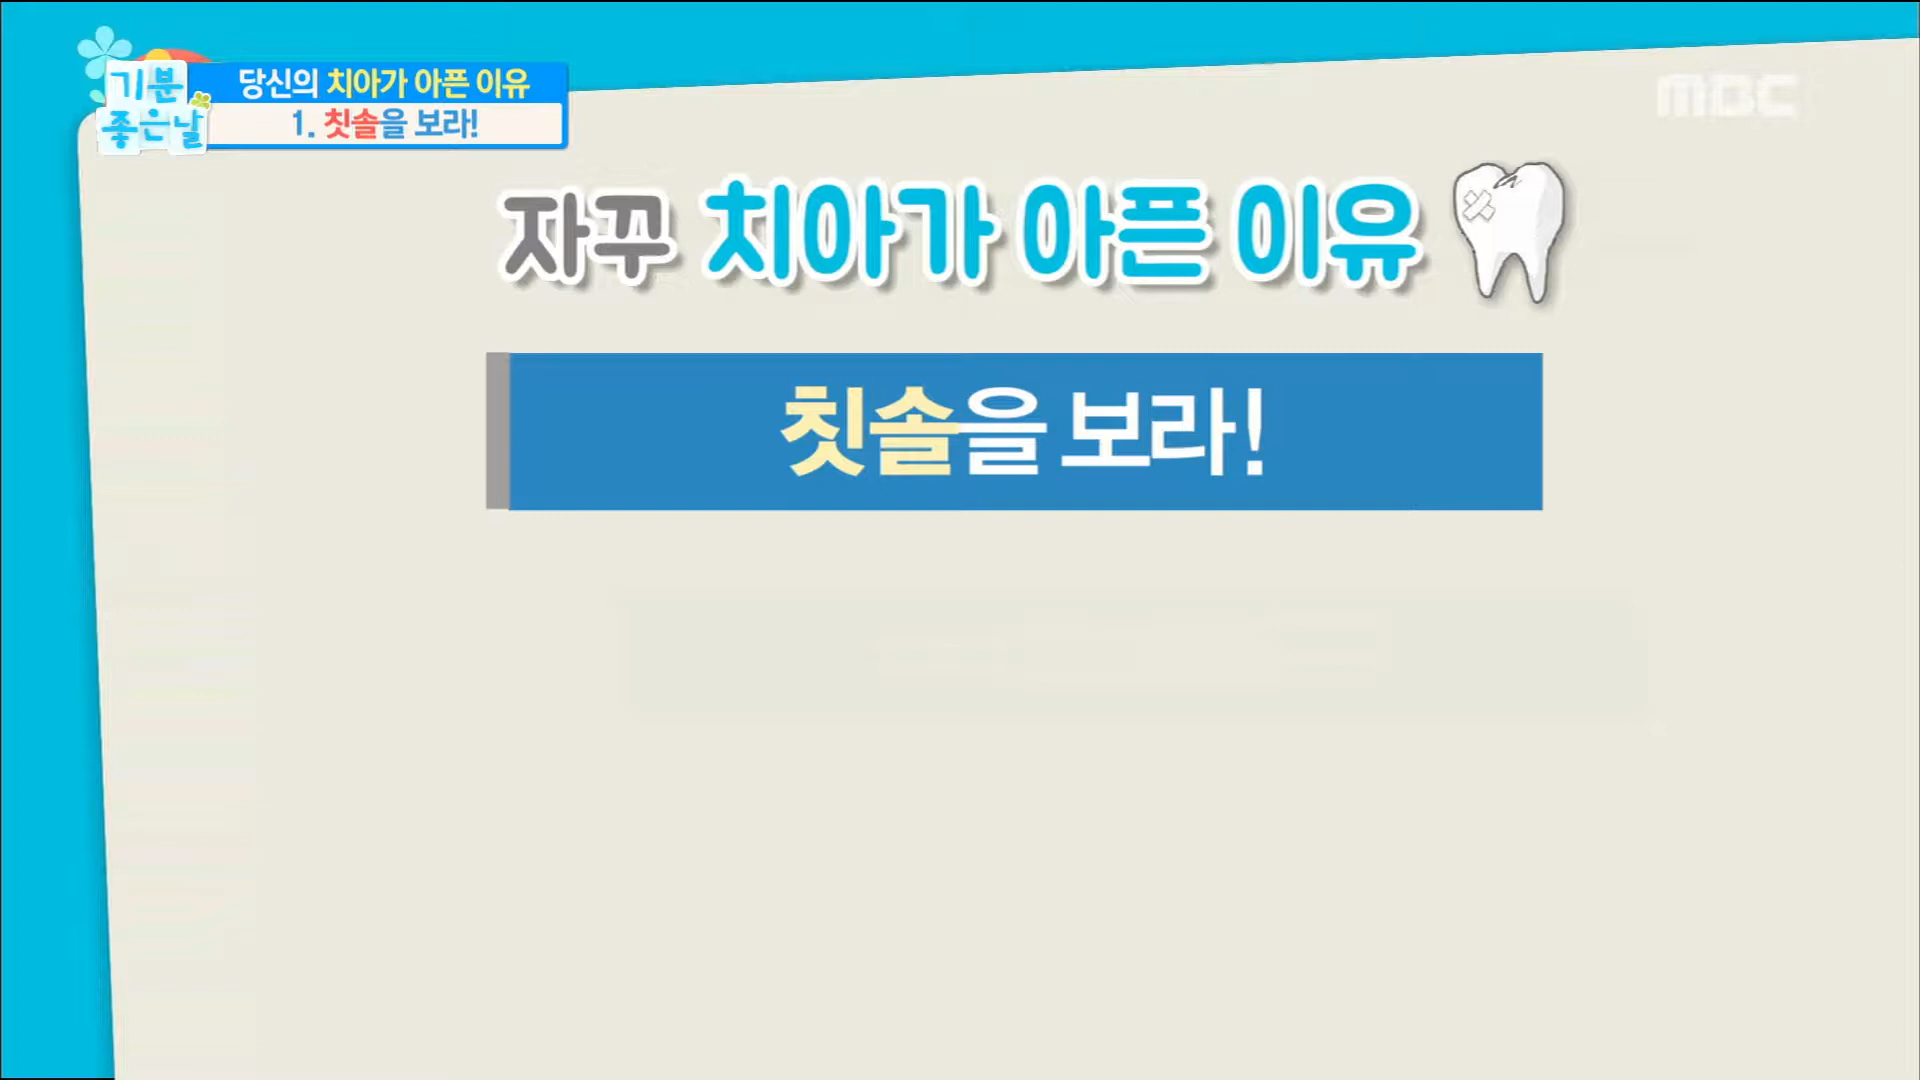 기분
좋은날
당신의 치아가 아픈 이유
1. 칫솔을 보라!
MBC
자꾸 치아가 아픈 이유
칫솔을 보라!